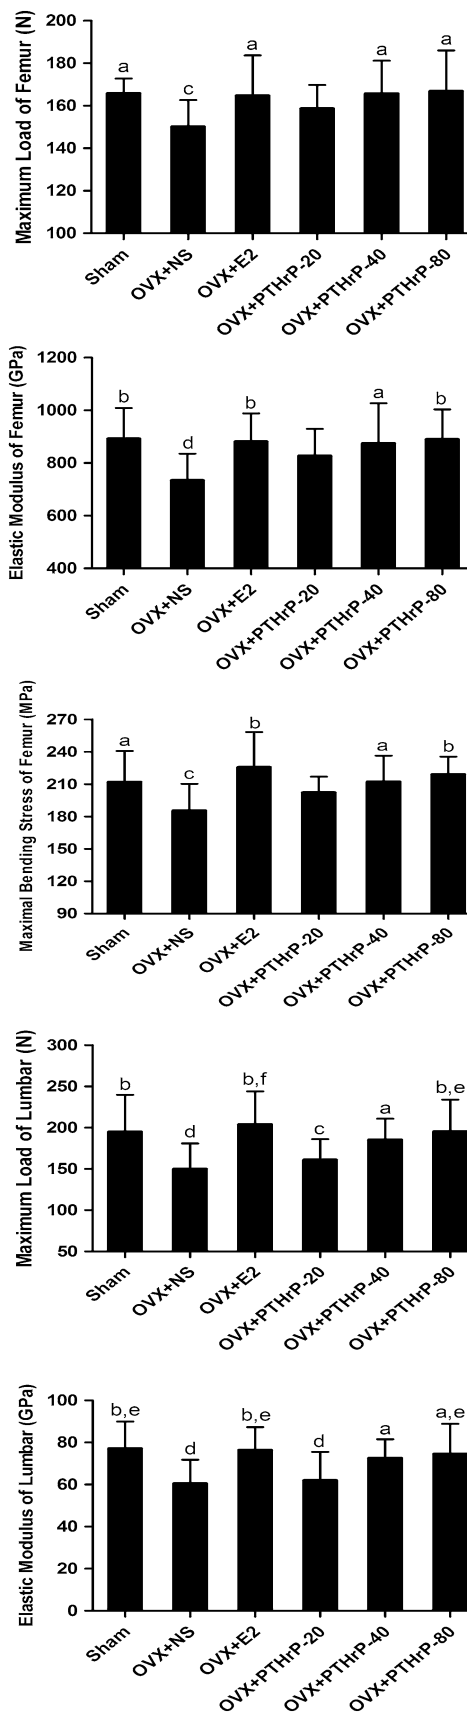 Maximum Load of Femur (N)
200
180
160
140
120
100
a
c
a
a
a
Sham
OVX+NS
OVX+E2
OVX+PTHrP-20
OVX+PTHrP-40
OVX+PTHrP-80
Elastic Modulus of Femur (GPa)
1200
1000
800
600
400
b
d
b
a
b
Sham
OVX+NS
OVX+E2
OVX+PTHrP-20
OVX+PTHrP-40
OVX+PTHrP-80
Maximal Bending Stress of Femur (MPa)
270
240
210
180
150
120
90
a
c
b
a
b
Sham
OVX+NS
OVX+E2
OVX+PTHrP-20
OVX+PTHrP-40
OVX+PTHrP-80
Maximum Load of Lumbar (N)
300
250
200
150
100
50
b
d
b,f
c
a
b,e
Sham
OVX+NS
OVX+E2
OVX+PTHrP-20
OVX+PTHrP-40
OVX+PTHrP-80
Elastic Modulus of Lumbar (GPa)
100
80
60
40
20
0
b,e
d
b,e
d
a
a,e
Sham
OVX+NS
OVX+E2
OVX+PTHrP-20
OVX+PTHrP-40
OVX+PTHrP-80